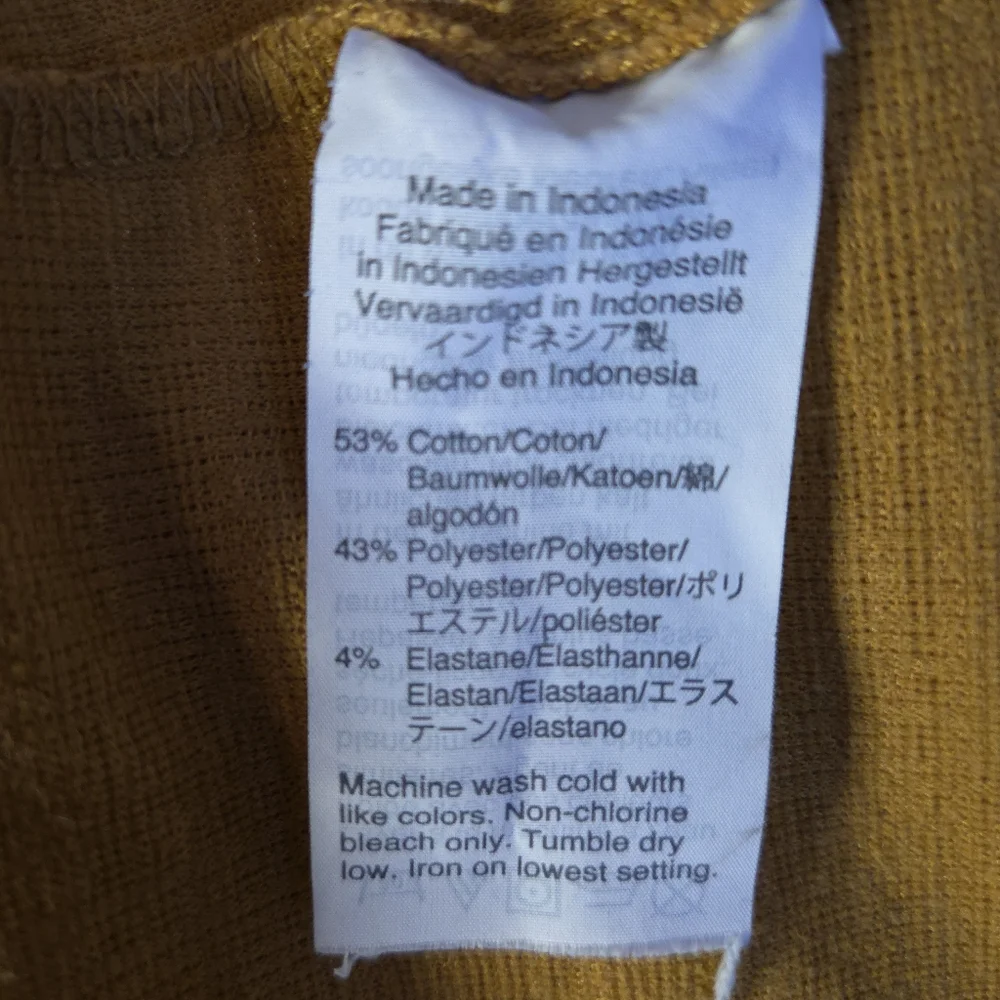 Made in Indonesia
Fabriqué en Indonésie
in Indonesien Hergestellt
Vervaardigd in Indonesië
インドネシア製
Hecho en Indonesia
53% Cotton/Coton/
Baumwolle/Katoen/綿/
algodón
43% Polyester/Polyester/
Polyester/Polyester/ポリ
エステル/poliéster
4% Elastane/Elasthanne/
Elastan/Elastaan/エラス
テーン/elastano
Machine wash cold with
like colors. Non-chlorine
bleach only. Tumble dry
low. Iron on lowest setting.